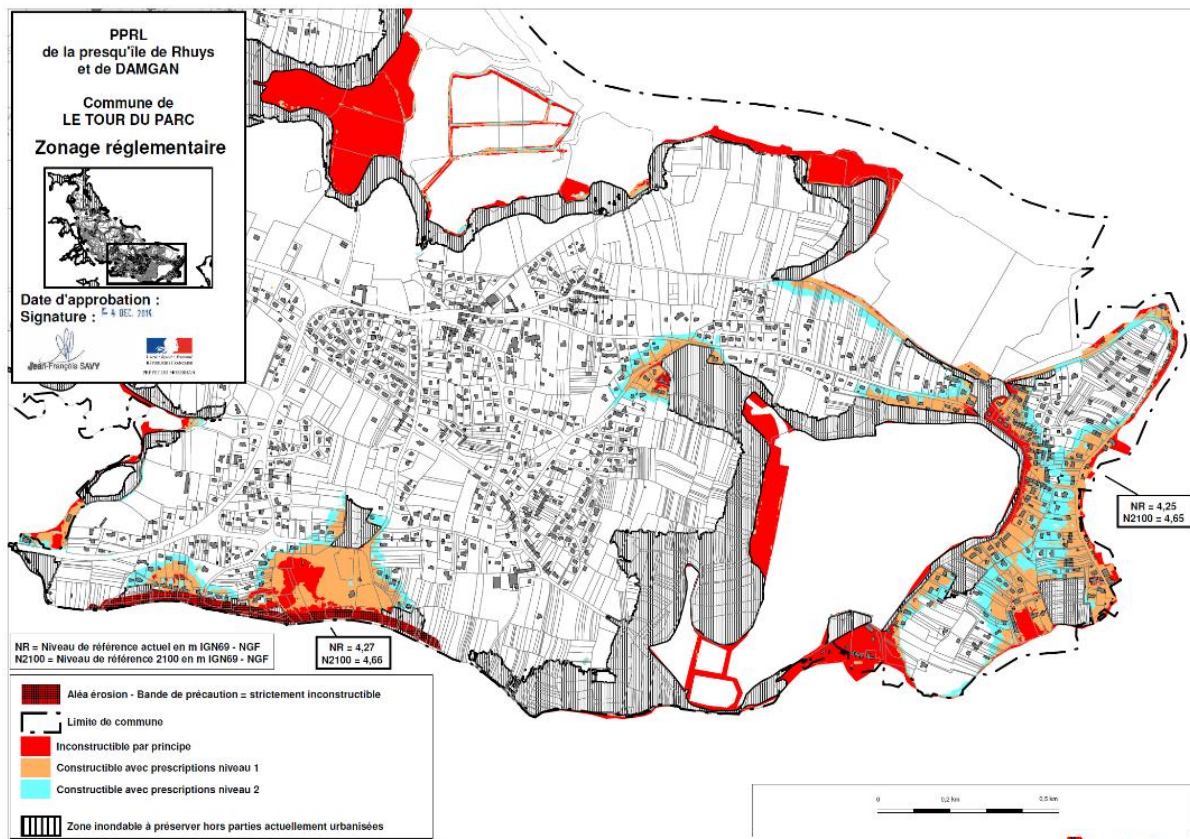 PPRL
de la presqu'île de Rhuys
et de DAMGAN
Commune de
LE TOUR DU PARC
Zonage réglementaire
Date d'approbation :
Signature : - 4 DEC. 2014
Jean-François SAVY
NR = 4,25
N2100 = 4,65
NR = Niveau de référence actuel en m IGN69 - NGF
N2100 = Niveau de référence 2100 en m IGN69 - NGF
NR = 4,27
N2100 = 4,66
Aléa érosion - Bande de précaution = strictement inconstructible
Limite de commune
Inconstructible par principe
Constructible avec prescriptions niveau 1
Constructible avec prescriptions niveau 2
Zone inondable à préserver hors parties actuellement urbanisées
0 0,2 km 0,5 km